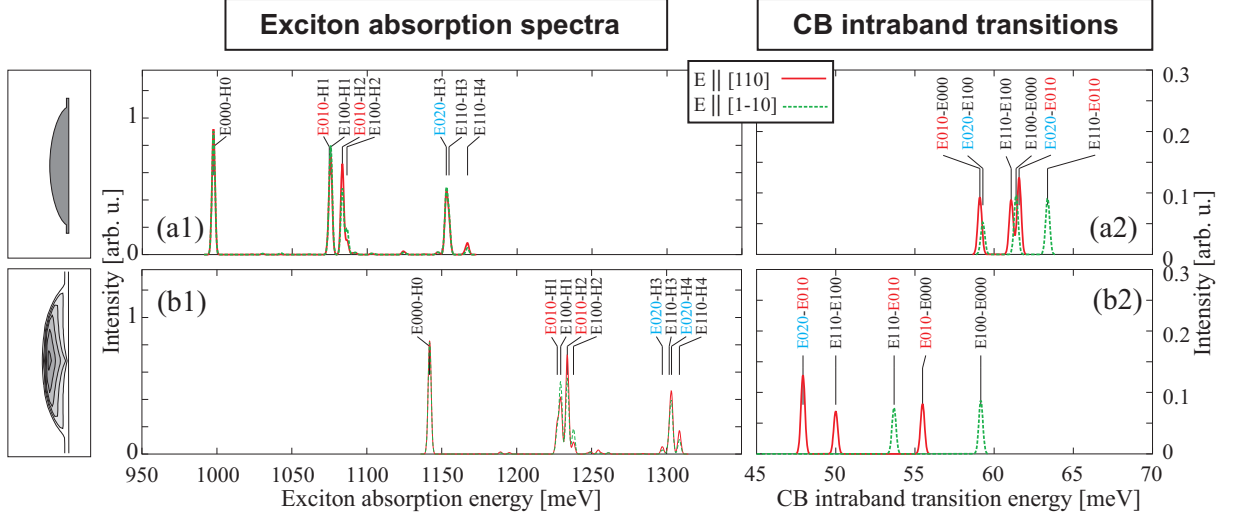 Exciton absorption spectra
CB intraband transitions
E || [110]
E || [1-10]
Intensity [arb. u.]
1
0
E000-H0
E010-H1
E100-H1
E010-H2
E100-H2
E020-H3
E110-H3
E110-H4
(a1)
E010-E000
E020-E100
E110-E100
E100-E000
E020-E010
E110-E010
(a2)
0.3
0.2
0.1
0
Intensity [arb. u.]
(b1)
1
0
E000-H0
E010-H1
E100-H1
E010-H2
E100-H2
E020-H3
E110-H3
E020-H4
E110-H4
E020-E010
E110-E100
E110-E010
E010-E000
E100-E000
(b2)
0.3
0.2
0.1
0
950 1000 1050 1100 1150 1200 1250 1300
Exciton absorption energy [meV]
45 50 55 60 65 70
CB intraband transition energy [meV]